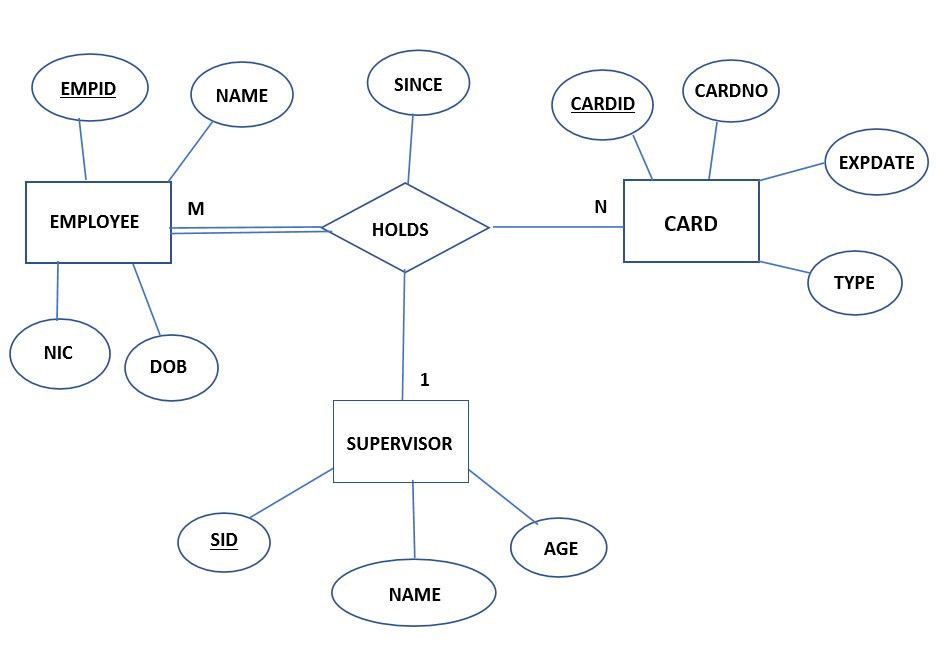 EMPID
NAME
SINCE
CARDID
CARDNO
EXPDATE
EMPLOYEE
M
HOLDS
N
CARD
TYPE
NIC
DOB
1
SUPERVISOR
SID
NAME
AGE